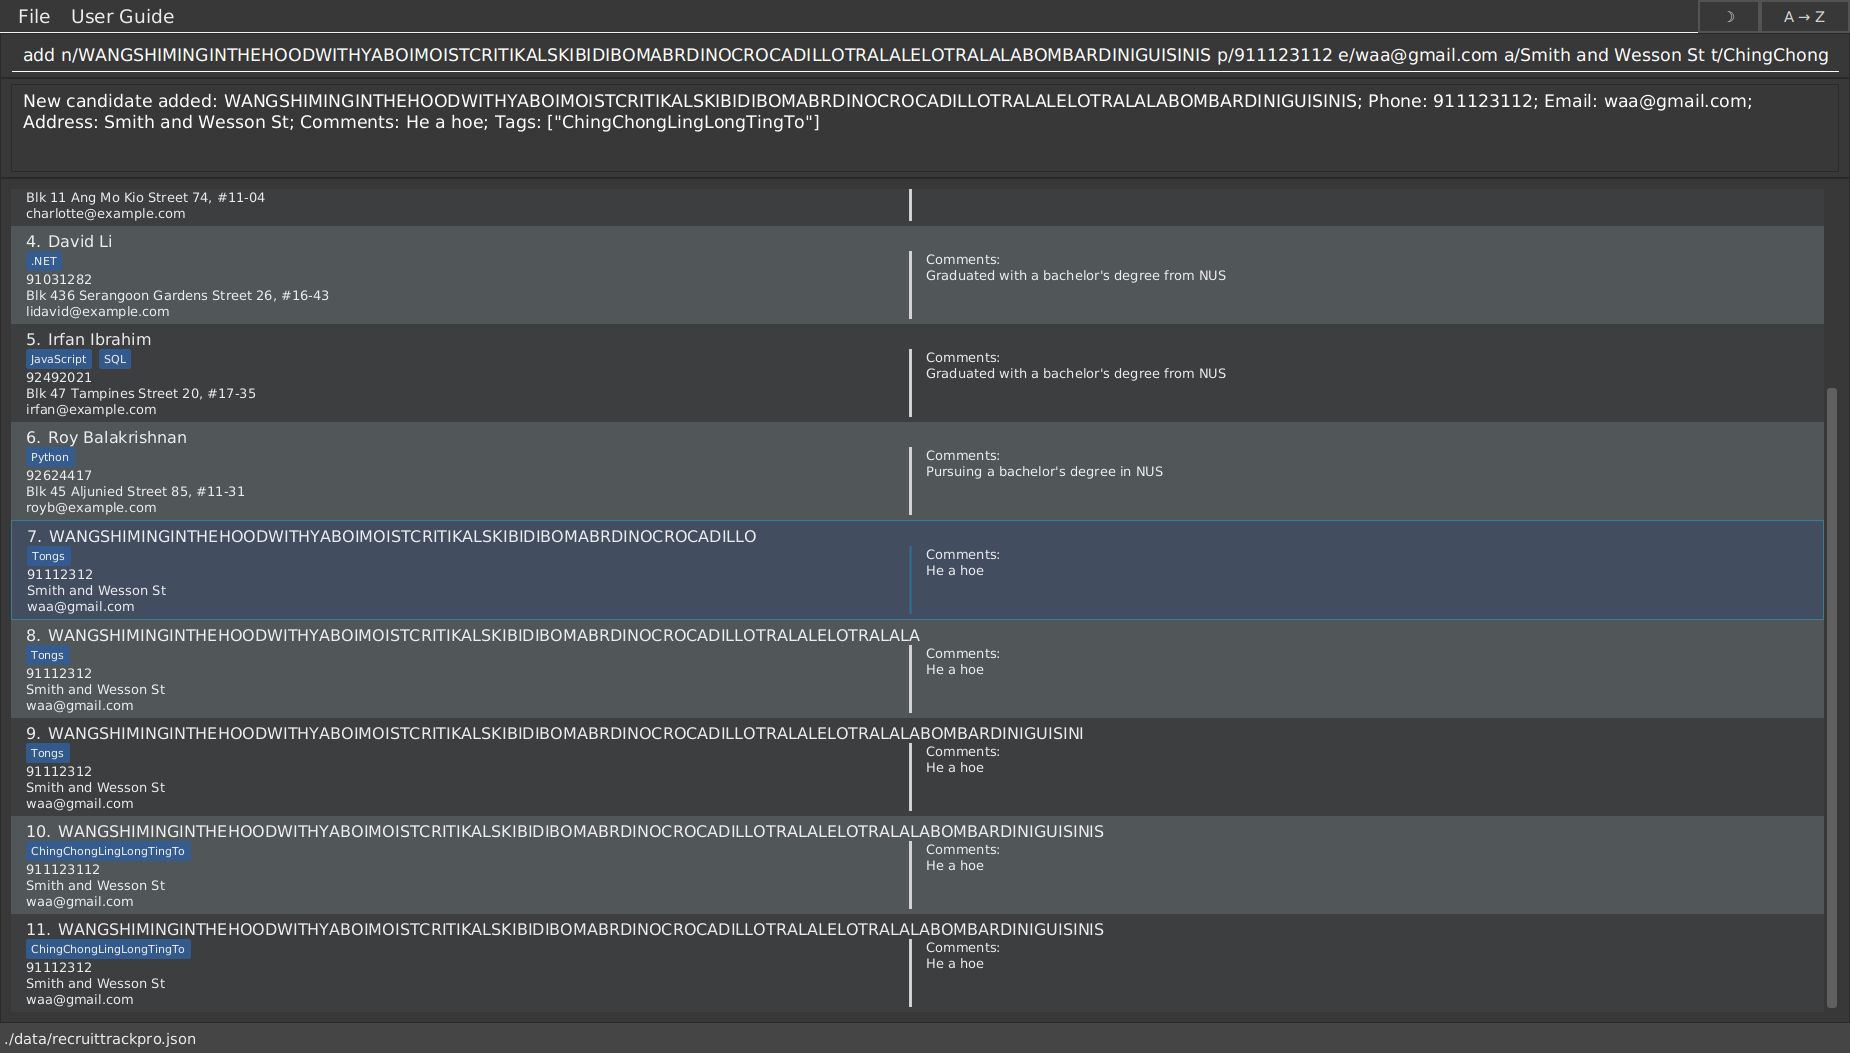 File User Guide ☽ A → Z
add n/WANGSHIMINGINTHEHOODWITHYABOIMOISTCRITIKALSKIBIDIBOMABRDINOCROCADILLOTRALALELOTRALALABOMBARDINIGUISINIS p/911123112 e/waa@gmail.com a/Smith and Wesson St t/ChingChong
New candidate added: WANGSHIMINGINTHEHOODWITHYABOIMOISTCRITIKALSKIBIDIBOMABRDINOCROCADILLOTRALALELOTRALALABOMBARDINIGUISINIS; Phone: 911123112; Email: waa@gmail.com;
Address: Smith and Wesson St; Comments: He a hoe; Tags: ["ChingChongLingLongTingTo"]
Blk 11 Ang Mo Kio Street 74, #11-04
charlotte@example.com
4. David Li
.NET
91031282
Blk 436 Serangoon Gardens Street 26, #16-43
lidavid@example.com
Comments:
Graduated with a bachelor's degree from NUS
5. Irfan Ibrahim
JavaScript SQL
92492021
Blk 47 Tampines Street 20, #17-35
irfan@example.com
Comments:
Graduated with a bachelor's degree from NUS
6. Roy Balakrishnan
Python
92624417
Blk 45 Aljunied Street 85, #11-31
royb@example.com
Comments:
Pursuing a bachelor's degree in NUS
7. WANGSHIMINGINTHEHOODWITHYABOIMOISTCRITIKALSKIBIDIBOMABRDINOCROCADILLO
Tongs
91112312
Smith and Wesson St
waa@gmail.com
Comments:
He a hoe
8. WANGSHIMINGINTHEHOODWITHYABOIMOISTCRITIKALSKIBIDIBOMABRDINOCROCADILLOTRALALELOTRALALA
Tongs
91112312
Smith and Wesson St
waa@gmail.com
Comments:
He a hoe
9. WANGSHIMINGINTHEHOODWITHYABOIMOISTCRITIKALSKIBIDIBOMABRDINOCROCADILLOTRALALELOTRALALABOMBARDINIGUISINI
Tongs
91112312
Smith and Wesson St
waa@gmail.com
Comments:
He a hoe
10. WANGSHIMINGINTHEHOODWITHYABOIMOISTCRITIKALSKIBIDIBOMABRDINOCROCADILLOTRALALELOTRALALABOMBARDINIGUISINIS
ChingChongLingLongTingTo
911123112
Smith and Wesson St
waa@gmail.com
Comments:
He a hoe
11. WANGSHIMINGINTHEHOODWITHYABOIMOISTCRITIKALSKIBIDIBOMABRDINOCROCADILLOTRALALELOTRALALABOMBARDINIGUISINIS
ChingChongLingLongTingTo
91112312
Smith and Wesson St
waa@gmail.com
Comments:
He a hoe
./data/recruittrackpro.json